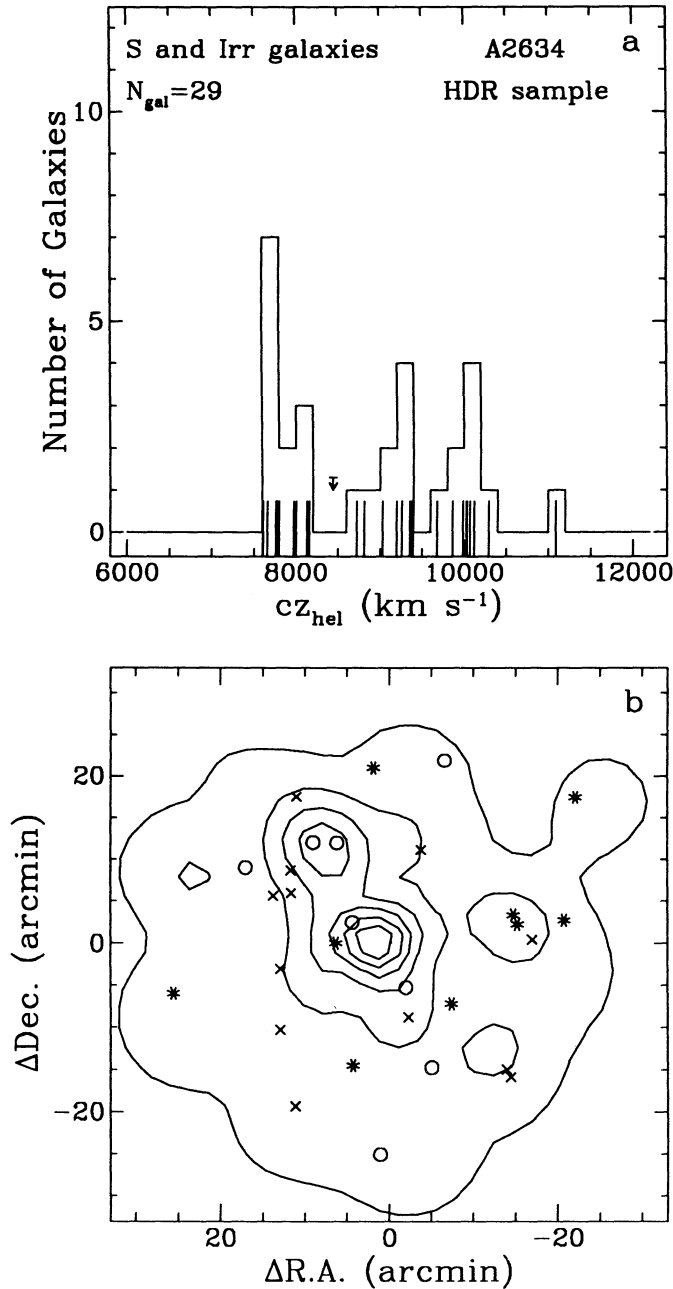 S and Irr galaxies A2634 a
N_gal=29 HDR sample
Number of Galaxies
10
5
0
6000 8000 10000 12000
cz_hel (km s⁻¹)
b
ΔDec. (arcmin)
20
0
−20
20 0 −20
ΔR.A. (arcmin)